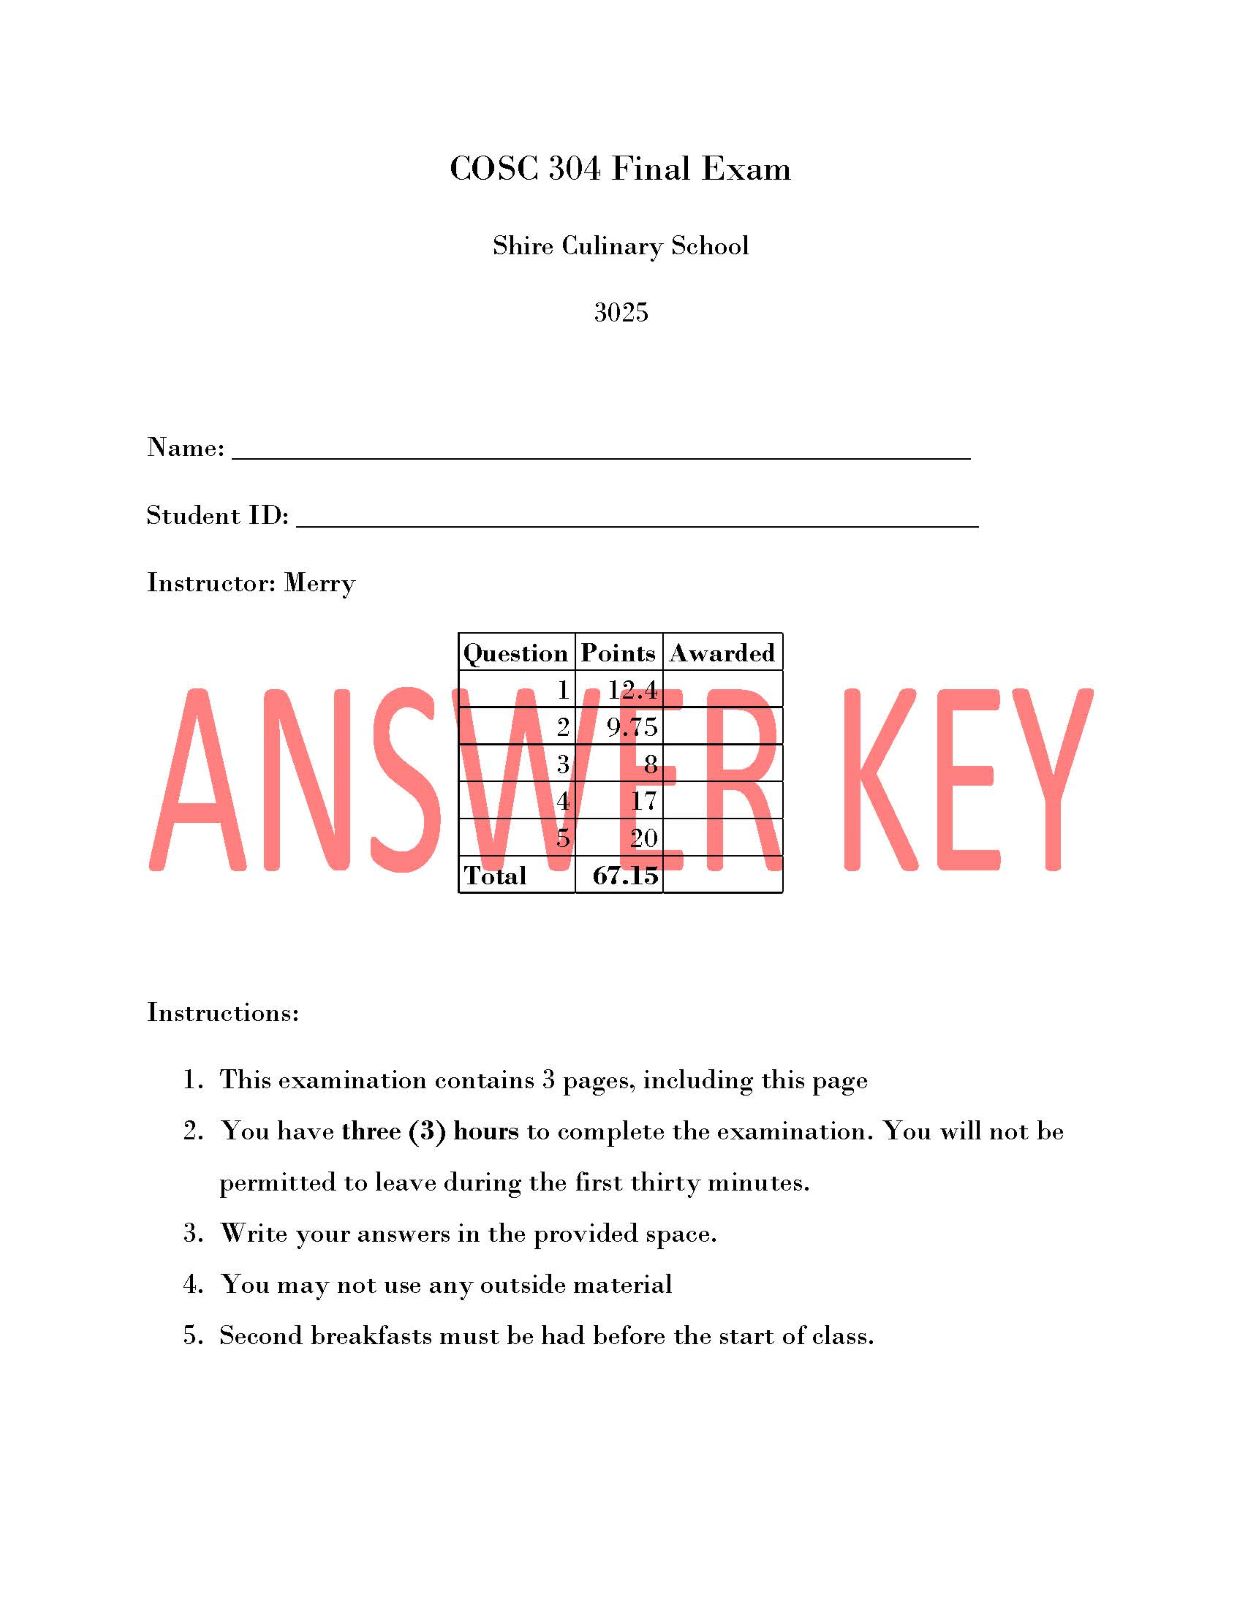 COSC 304 Final Exam
Shire Culinary School
3025
Name: ______________________________
Student ID: ______________________________
Instructor: Merry
Question Points Awarded
1 12.4
2 9.75
3 8
4 17
5 20
Total 67.15
ANSWER KEY
Instructions:
1. This examination contains 3 pages, including this page
2. You have three (3) hours to complete the examination. You will not be
permitted to leave during the first thirty minutes.
3. Write your answers in the provided space.
4. You may not use any outside material
5. Second breakfasts must be had before the start of class.